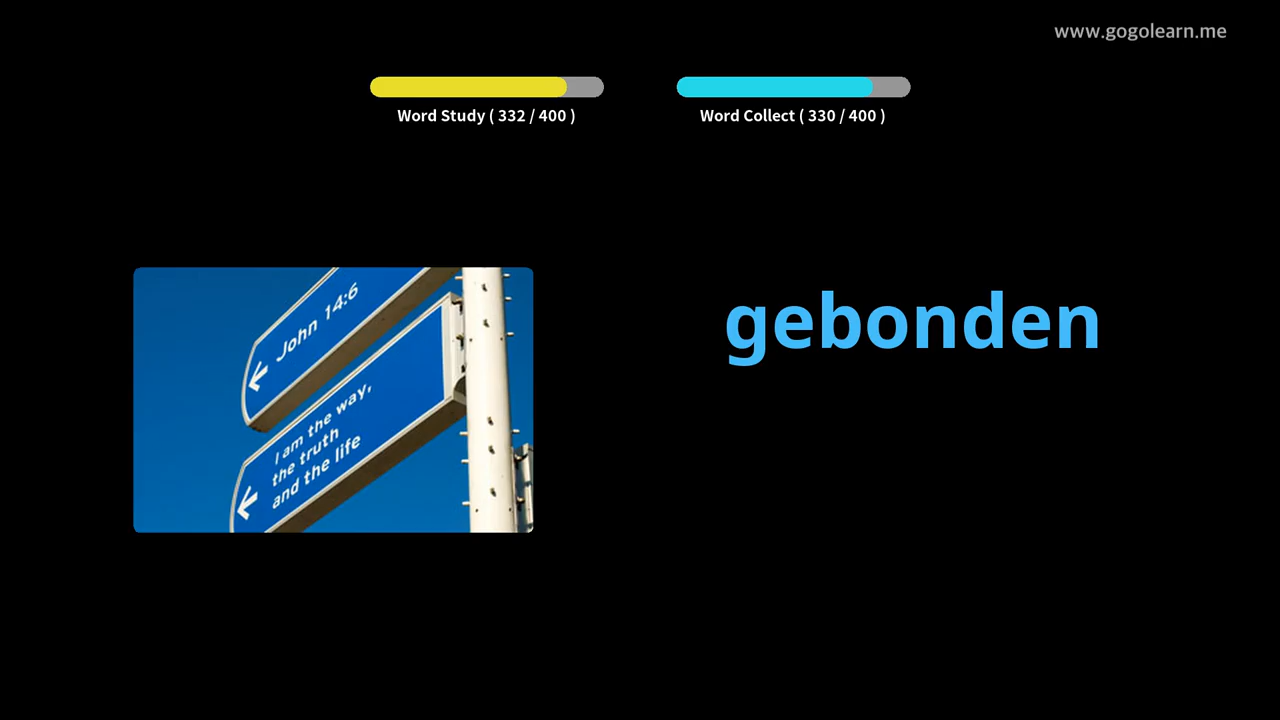 www.gogolearn.me
Word Study ( 332 / 400 )
Word Collect ( 330 / 400 )
John 14:6
I am the way,
the truth
and the life
gebonden